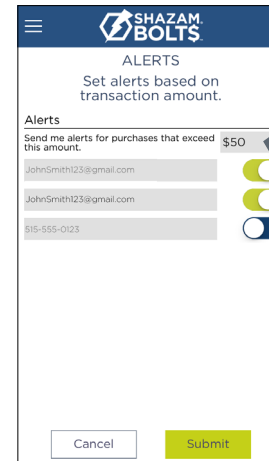 SHAZAM.
BOLT$.
ALERTS
Set alerts based on
transaction amount.
Alerts
Send me alerts for purchases that exceed
this amount.
$50
JohnSmith123@gmail.com
JohnSmith123@gmail.com
515-555-0123
Cancel
Submit